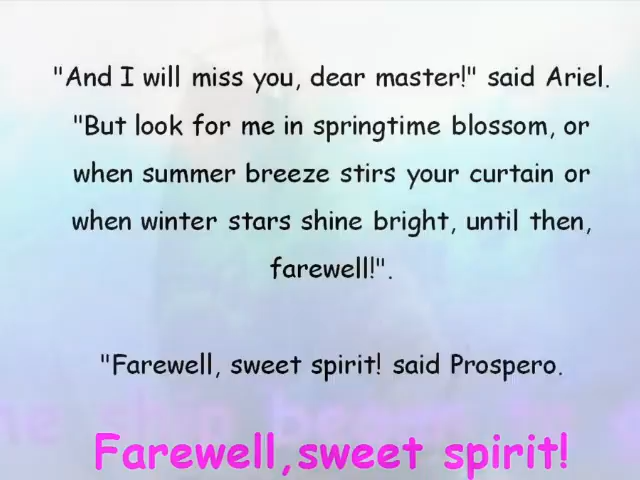 "And I will miss you, dear master!" said Ariel.
"But look for me in springtime blossom, or
when summer breeze stirs your curtain or
when winter stars shine bright, until then,
farewell!".
"Farewell, sweet spirit! said Prospero.
Farewell,sweet spirit!